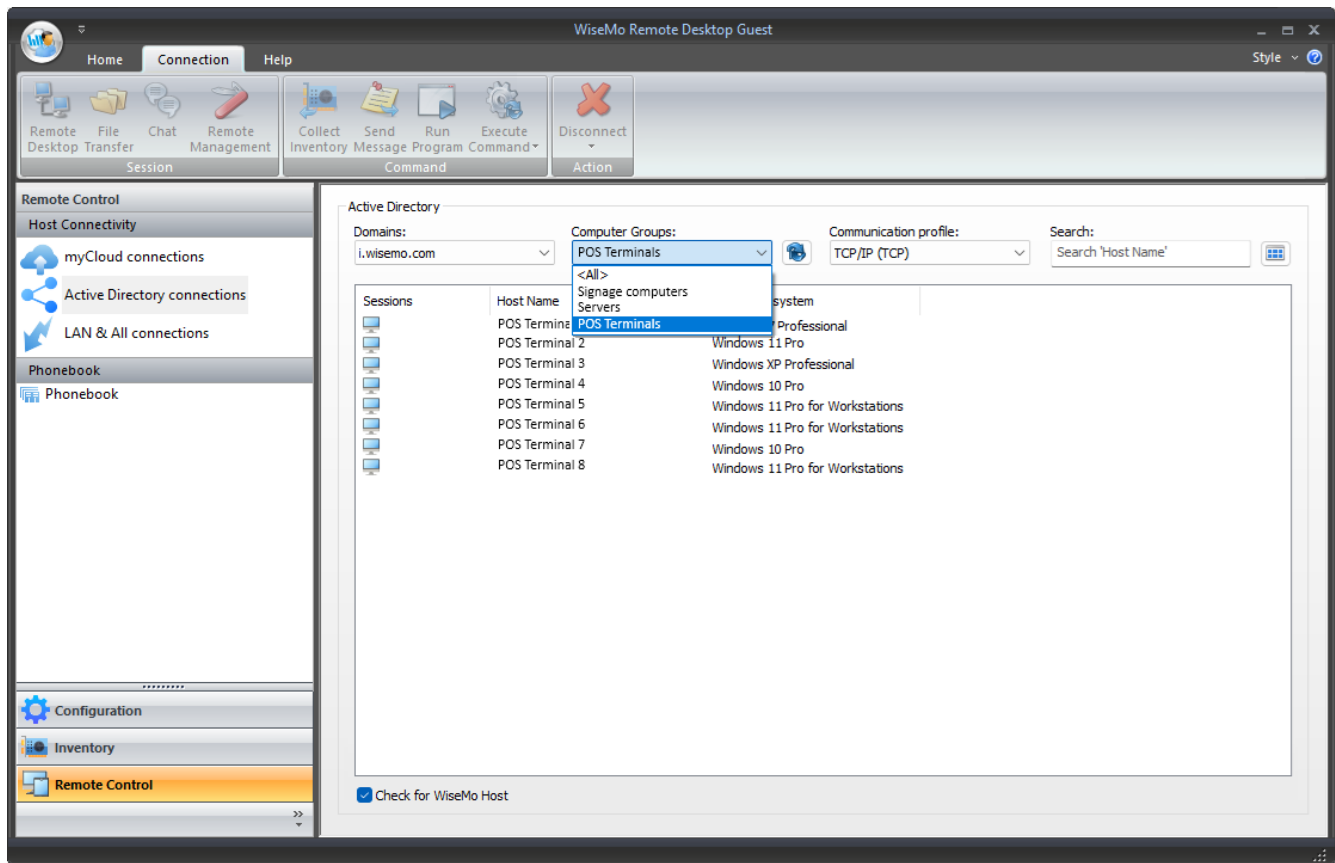 WiseMo Remote Desktop Guest
Home Connection Help Style
Remote Desktop File Transfer Chat Remote Management Collect Inventory Send Message Run Program Execute Command Disconnect
Session Command Action
Remote Control
Host Connectivity
myCloud connections
Active Directory connections
LAN & All connections
Phonebook
Phonebook
Configuration
Inventory
Remote Control
Active Directory
Domains: Computer Groups: Communication profile: Search:
i.wisemo.com POS Terminals TCP/IP (TCP) Search 'Host Name'
<All>
Signage computers
Servers
POS Terminals
Sessions Host Name system
POS Termina Professional
POS Terminal 2 Windows 11 Pro
POS Terminal 3 Windows XP Professional
POS Terminal 4 Windows 10 Pro
POS Terminal 5 Windows 11 Pro for Workstations
POS Terminal 6 Windows 11 Pro for Workstations
POS Terminal 7 Windows 10 Pro
POS Terminal 8 Windows 11 Pro for Workstations
Check for WiseMo Host